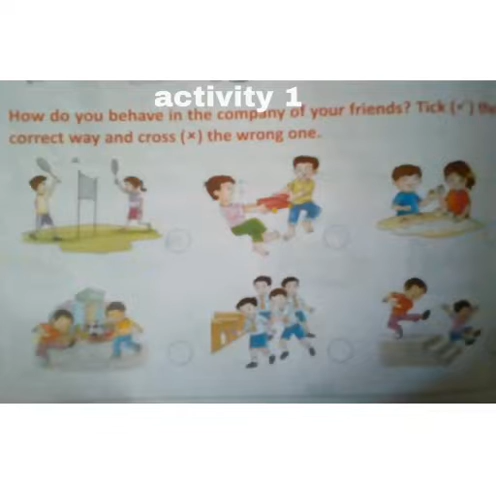 activity 1
How do you behave in the company of your friends? Tick (✓) the
correct way and cross (×) the wrong one.